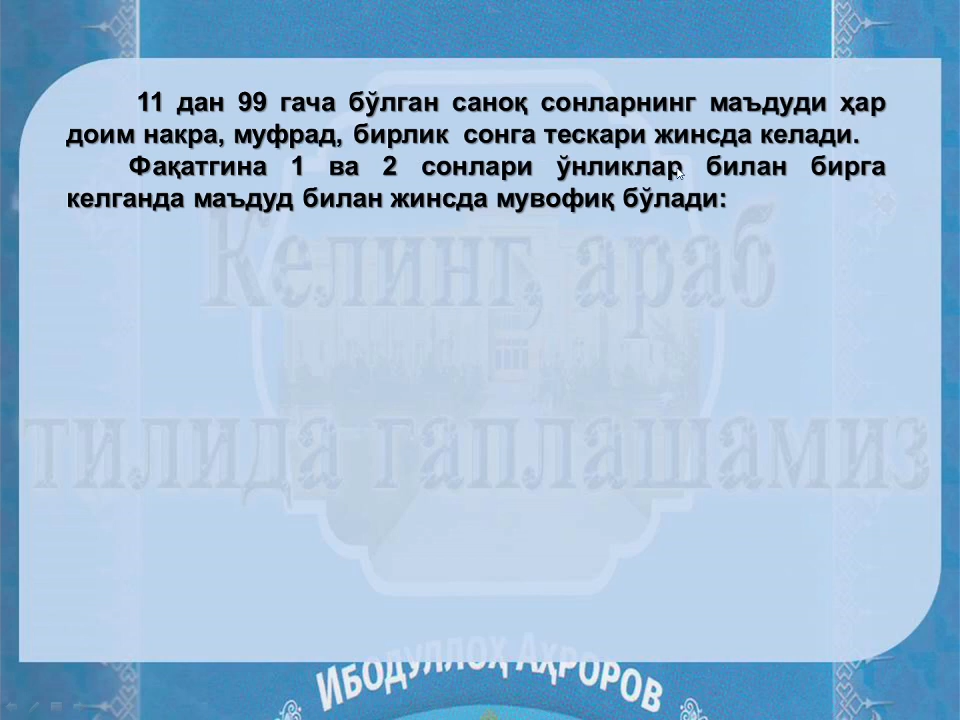 11 дан 99 гача бўлган саноқ сонларнинг маъдуди ҳар
доим накра, муфрад, бирлик сонга тескари жинсда келади.
Фақатгина 1 ва 2 сонлари ўнликлар билан бирга
келганда маъдуд билан жинсда мувофиқ бўлади:
Келинг, араб
тилида гаплашамиз
Ибодуллоҳ Аҳроров